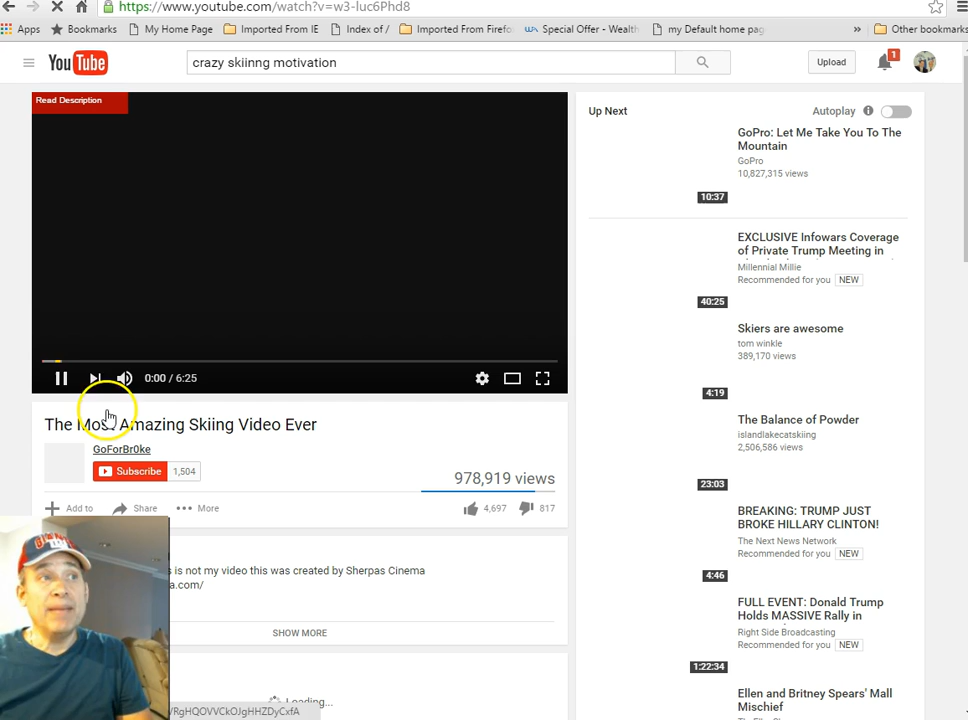 https://www.youtube.com/watch?v=w3-luc6Phd8
Apps Bookmarks My Home Page Imported From IE Index of / Imported From Firefo Special Offer - Wealth my Default home pag » Other bookmarks
YouTube
crazy skiinng motivation
Upload
1
Read Description
0:00 / 6:25
The Most Amazing Skiing Video Ever
GoForBr0ke
Subscribe 1,504
978,919 views
Add to Share More 4,697 817
s is not my video this was created by Sherpas Cinema
a.com/
SHOW MORE
Loading...
/RgHQOVVCkOJgHHZDyCxfA
Up Next Autoplay
GoPro: Let Me Take You To The
Mountain
GoPro
10,827,315 views
10:37
EXCLUSIVE Infowars Coverage
of Private Trump Meeting in
Millennial Millie
Recommended for you NEW
40:25
Skiers are awesome
tom winkle
389,170 views
4:19
The Balance of Powder
islandlakecatskiing
2,506,586 views
23:03
BREAKING: TRUMP JUST
BROKE HILLARY CLINTON!
The Next News Network
Recommended for you NEW
4:46
FULL EVENT: Donald Trump
Holds MASSIVE Rally in
Right Side Broadcasting
Recommended for you NEW
1:22:34
Ellen and Britney Spears' Mall
Mischief